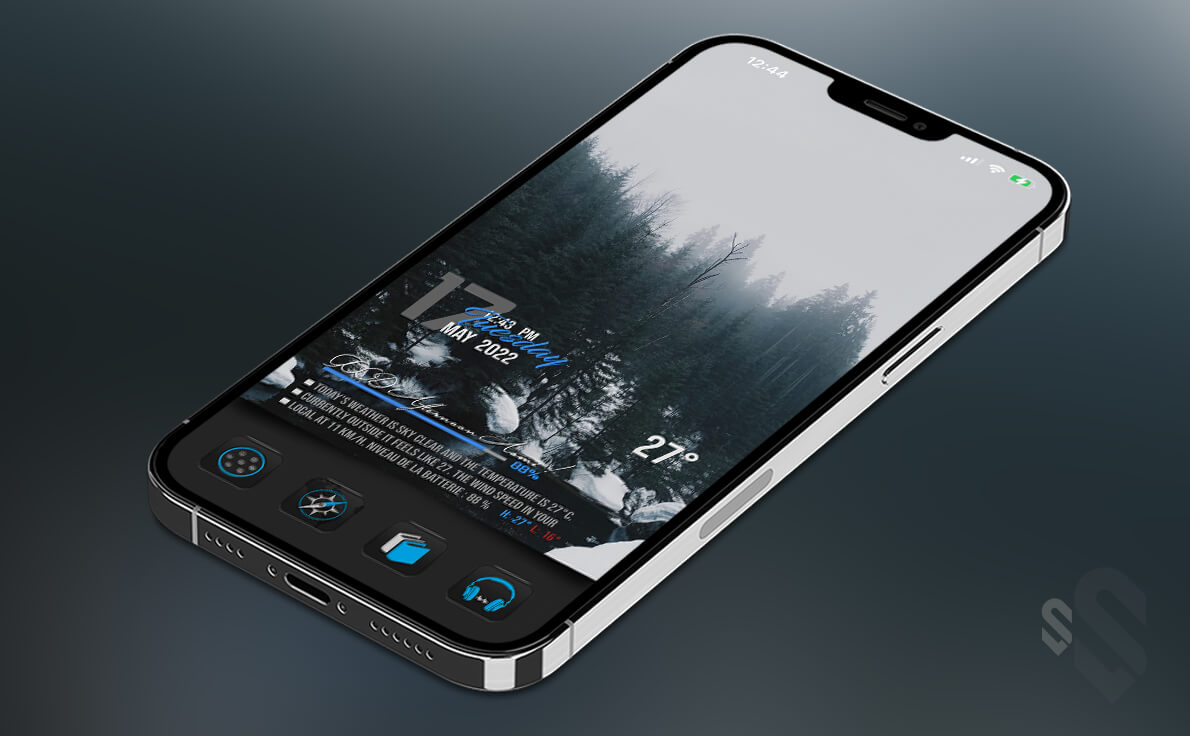 12:44
17
12:43 PM
Tuesday
MAY 2022
88%
TODAY'S WEATHER IS SKY CLEAR AND THE TEMPERATURE IS 27°C.
CURRENTLY OUTSIDE IT FEELS LIKE 27. THE WIND SPEED IN YOUR
LOCAL AT 11 KM/H. NIVEAU DE LA BATTERIE : 88 %
H: 27° L: 16°
27°